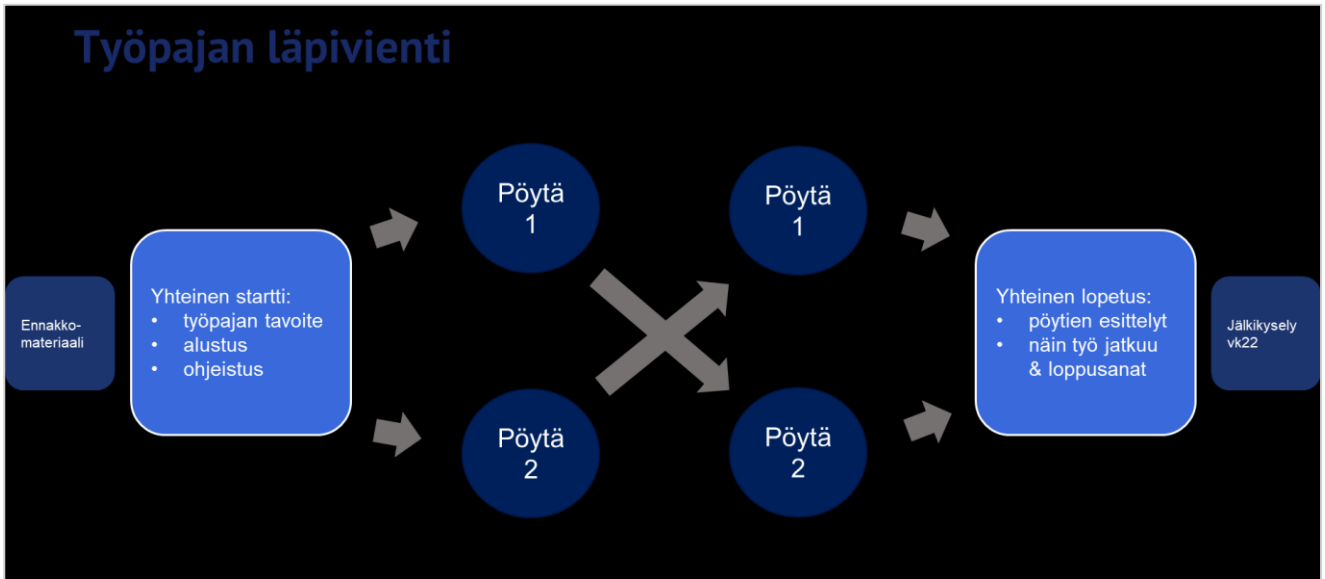 Työpajan läpivienti
Ennakko-
materiaali
Yhteinen startti:
• työpajan tavoite
• alustus
• ohjeistus
Pöytä
1
Pöytä
2
Pöytä
1
Pöytä
2
Yhteinen lopetus:
• pöytien esittelyt
• näin työ jatkuu
& loppusanat
Jälkikysely
vk22